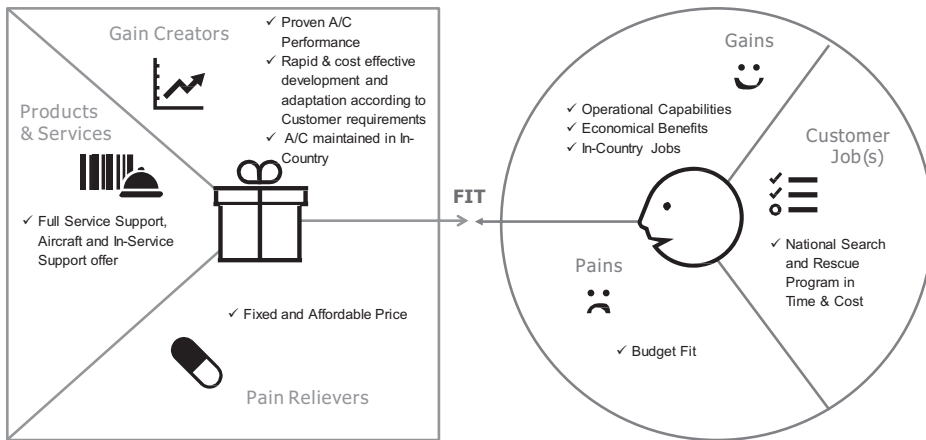 Gain Creators
✓ Proven A/C
Performance
✓ Rapid & cost effective
development and
adaptation according to
Customer requirements
✓ A/C maintained in In-
Country
Products
& Services
✓ Full Service Support,
Aircraft and In-Service
Support offer
✓ Fixed and Affordable Price
Pain Relievers
FIT
Gains
✓ Operational Capabilities
✓ Economical Benefits
✓ In-Country Jobs
Customer
Job(s)
✓ National Search
and Rescue
Program in
Time & Cost
Pains
✓ Budget Fit